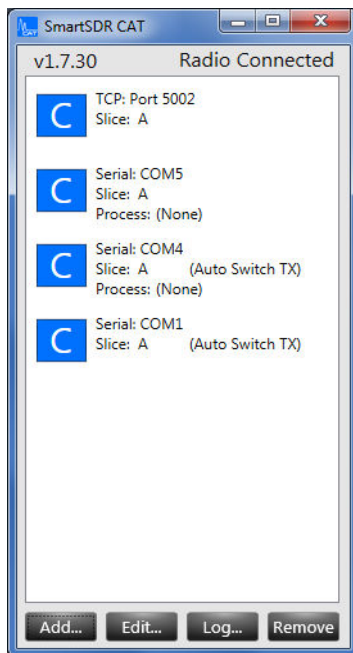 SmartSDR CAT
v1.7.30 Radio Connected
C
TCP: Port 5002
Slice: A
C
Serial: COM5
Slice: A
Process: (None)
C
Serial: COM4
Slice: A (Auto Switch TX)
Process: (None)
C
Serial: COM1
Slice: A (Auto Switch TX)
Add... Edit... Log... Remove